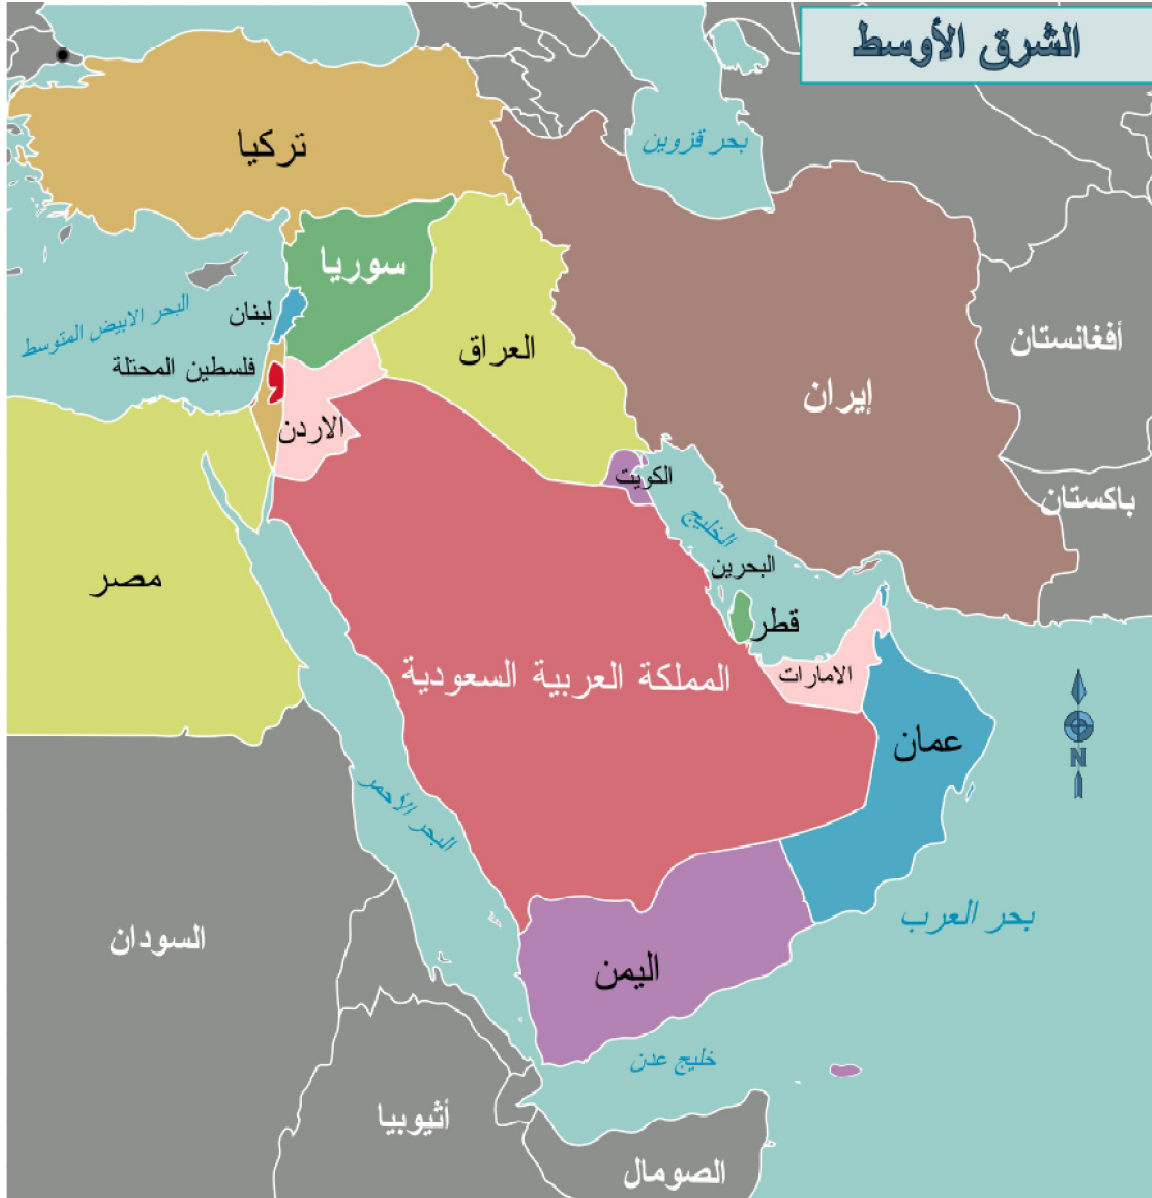 الشرق الأوسط
تركيا
بحر قزوين
سوريا
لبنان
البحر الابيض المتوسط
العراق
أفغانستان
فلسطين المحتلة
إيران
الاردن
الكويت
باكستان
الخليج
البحرين
مصر
قطر
المملكة العربية السعودية
الامارات
عمان
N
البحر الأحمر
بحر العرب
السودان
اليمن
خليج عدن
أثيوبيا
الصومال